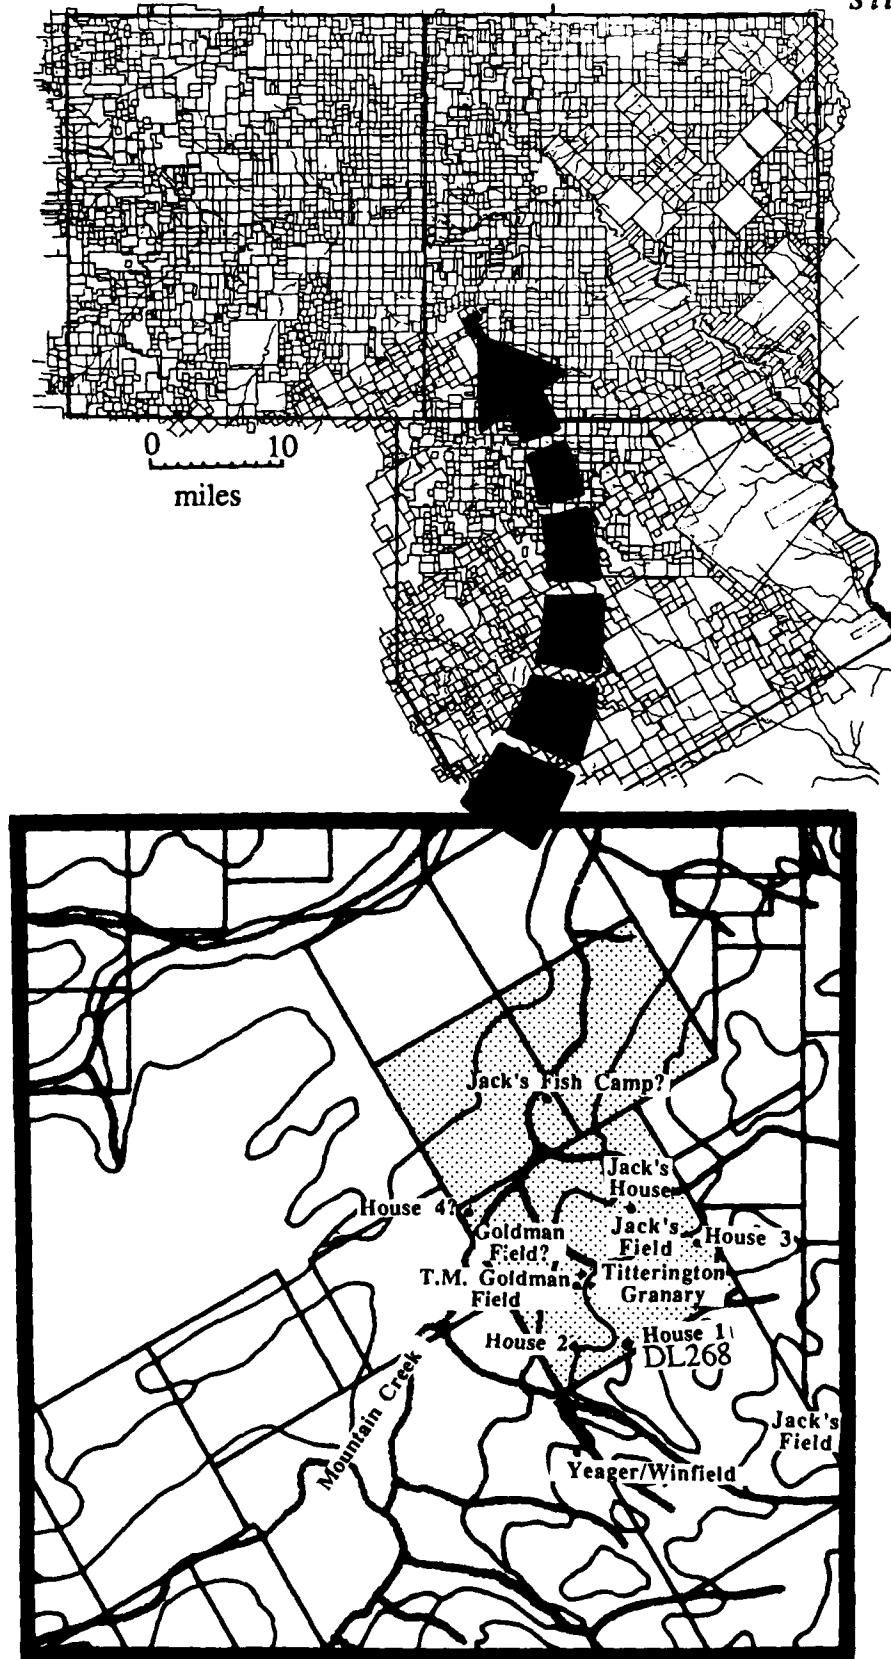 0 10
miles
Jack's Fish Camp?
Jack's
House
House 4?
Goldman
Field?
Jack's
Field
House 3
T.M. Goldman
Field
Titterington
Granary
House 2
House 1
DL268
Mountain Creek
Jack's
Field
Yeager/Winfield